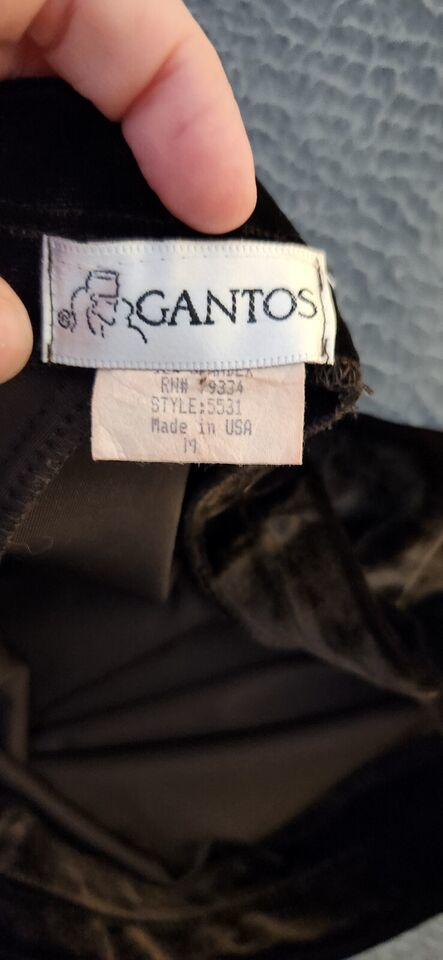 ® GANTOS
RN# 79334
STYLE:5531
Made in USA